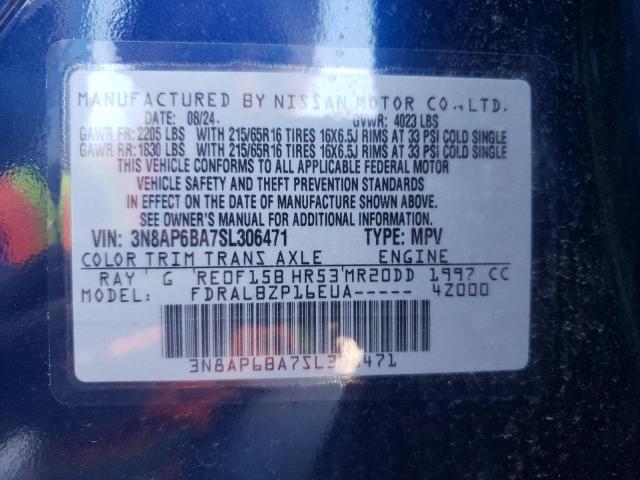 MANUFACTURED BY NISSAN MOTOR CO.,LTD.
DATE: 08/24 GVWR: 4023 LBS
GAWR FR: 2205 LBS WITH 215/65R16 TIRES 16X6.5J RIMS AT 33 PSI COLD SINGLE
GAWR RR: 1830 LBS WITH 215/65R16 TIRES 16X6.5J RIMS AT 33 PSI COLD SINGLE
THIS VEHICLE CONFORMS TO ALL APPLICABLE FEDERAL MOTOR
VEHICLE SAFETY AND THEFT PREVENTION STANDARDS
IN EFFECT ON THE DATE OF MANUFACTURE SHOWN ABOVE.
SEE OWNER'S MANUAL FOR ADDITIONAL INFORMATION.
VIN: 3N8AP6BA7SL306471 TYPE: MPV
COLOR TRIM TRANS AXLE ENGINE
RAY G RE0F15B HR53 MR20DD 1997 CC
MODEL: FDRALBZP16EUA----- 4Z000
3N8AP6BA7SL306471